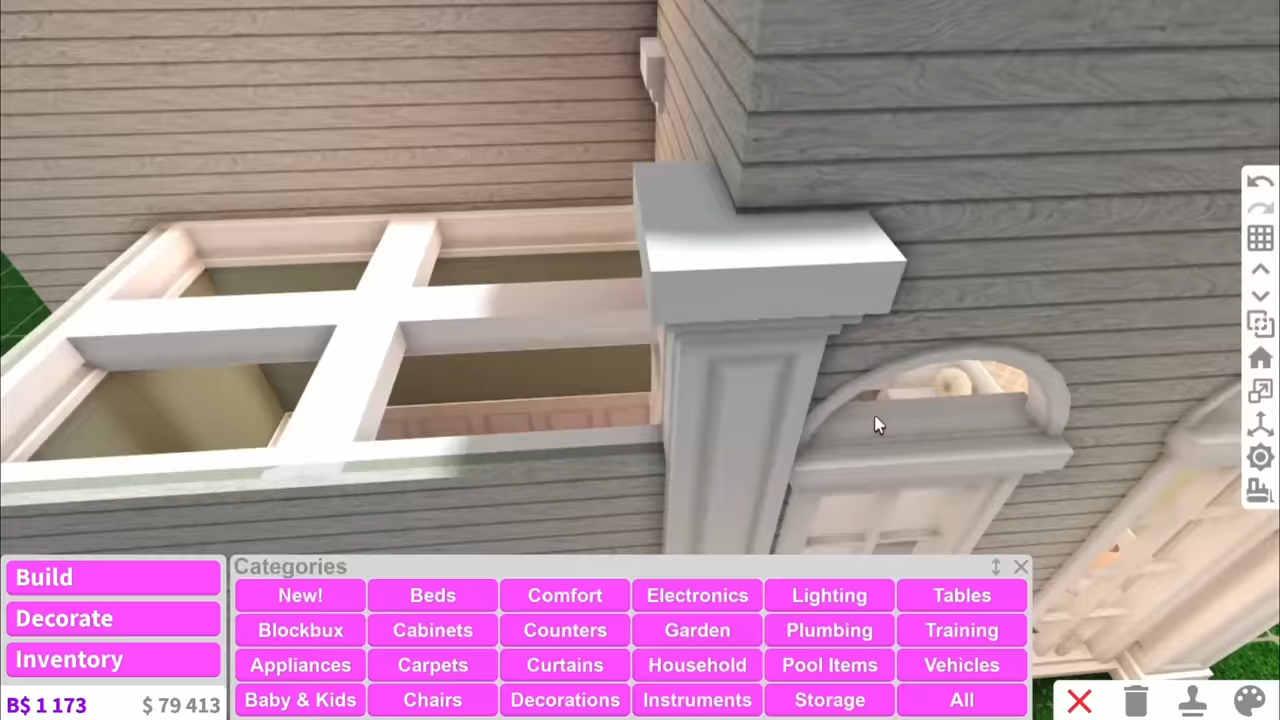 Build
Decorate
Inventory
B$ 1 173 $ 79 413
Categories
New! Beds Comfort Electronics Lighting Tables
Blockbux Cabinets Counters Garden Plumbing Training
Appliances Carpets Curtains Household Pool Items Vehicles
Baby & Kids Chairs Decorations Instruments Storage All